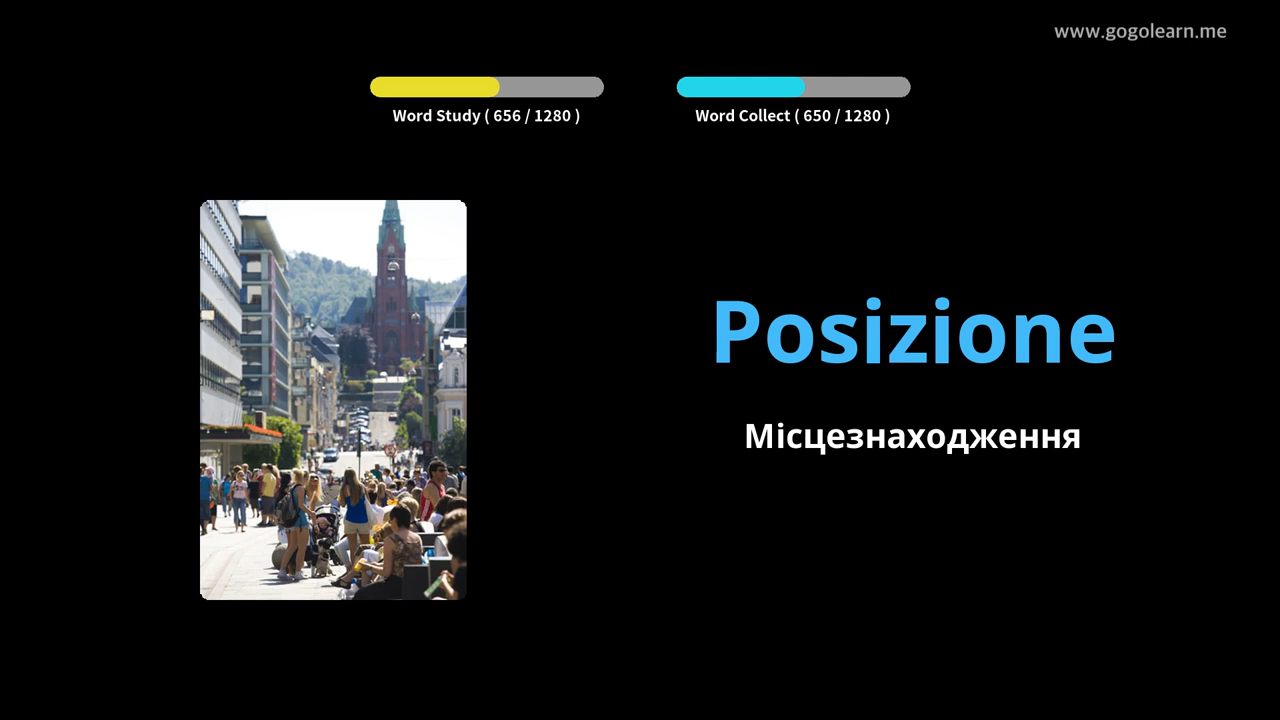 www.gogolearn.me
Word Study ( 656 / 1280 )
Word Collect ( 650 / 1280 )
Posizione
Місцезнаходження